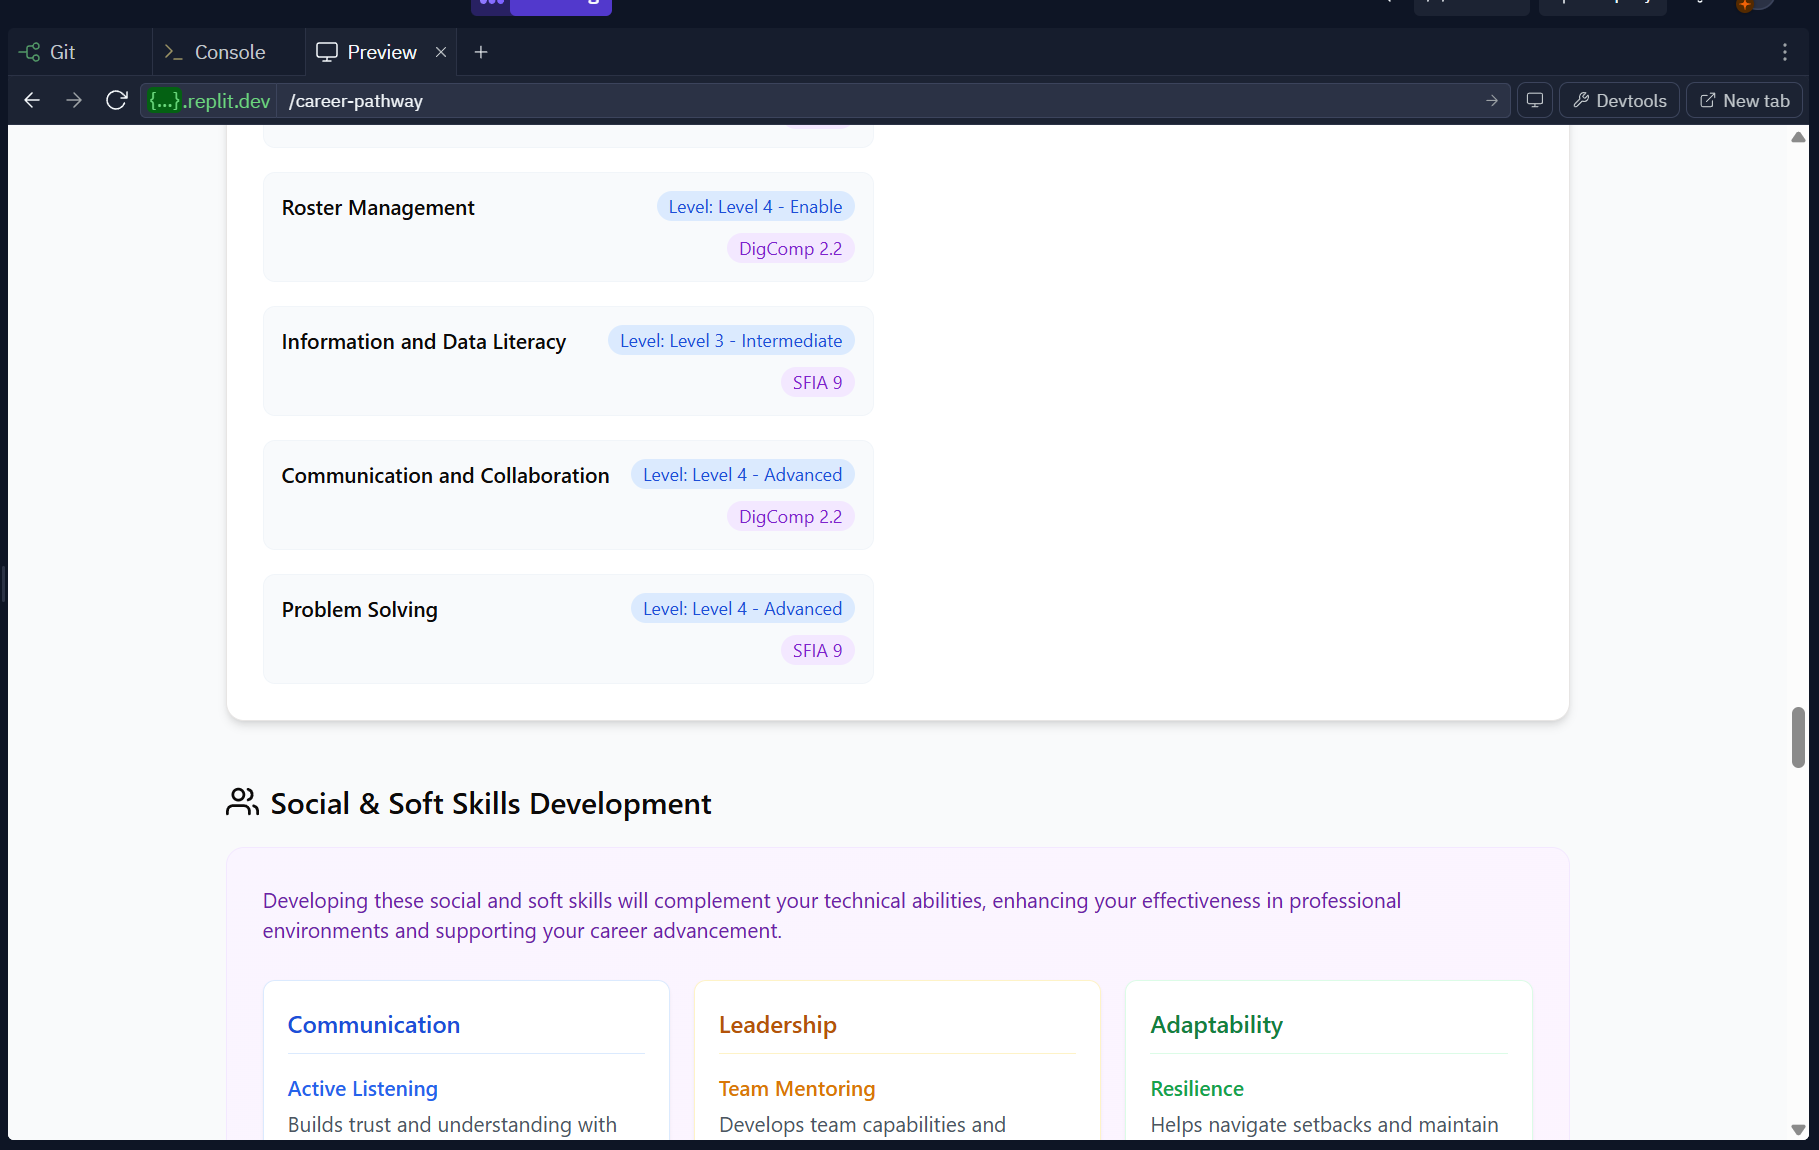 Git
Console
Preview
{...}.replit.dev
/career-pathway
Devtools
New tab
Roster Management
Level: Level 4 - Enable
DigComp 2.2
Information and Data Literacy
Level: Level 3 - Intermediate
SFIA 9
Communication and Collaboration
Level: Level 4 - Advanced
DigComp 2.2
Problem Solving
Level: Level 4 - Advanced
SFIA 9
Social & Soft Skills Development
Developing these social and soft skills will complement your technical abilities, enhancing your effectiveness in professional
environments and supporting your career advancement.
Communication
Active Listening
Builds trust and understanding with
Leadership
Team Mentoring
Develops team capabilities and
Adaptability
Resilience
Helps navigate setbacks and maintain